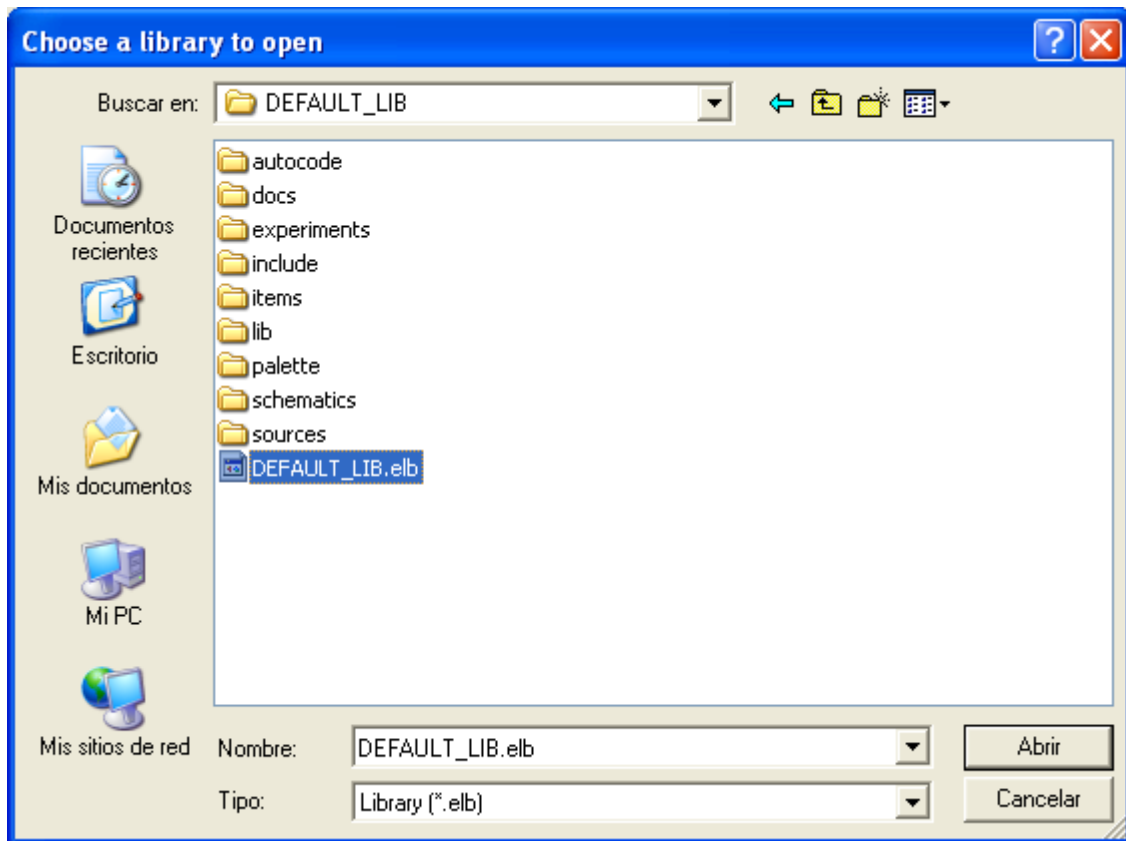 Choose a library to open
Buscar en:
DEFAULT_LIB
Documentos
recientes
Escritorio
Mis documentos
Mi PC
Mis sitios de red
autocode
docs
experiments
include
items
lib
palette
schematics
sources
DEFAULT_LIB.elb
Nombre:
DEFAULT_LIB.elb
Abrir
Tipo:
Library (*.elb)
Cancelar